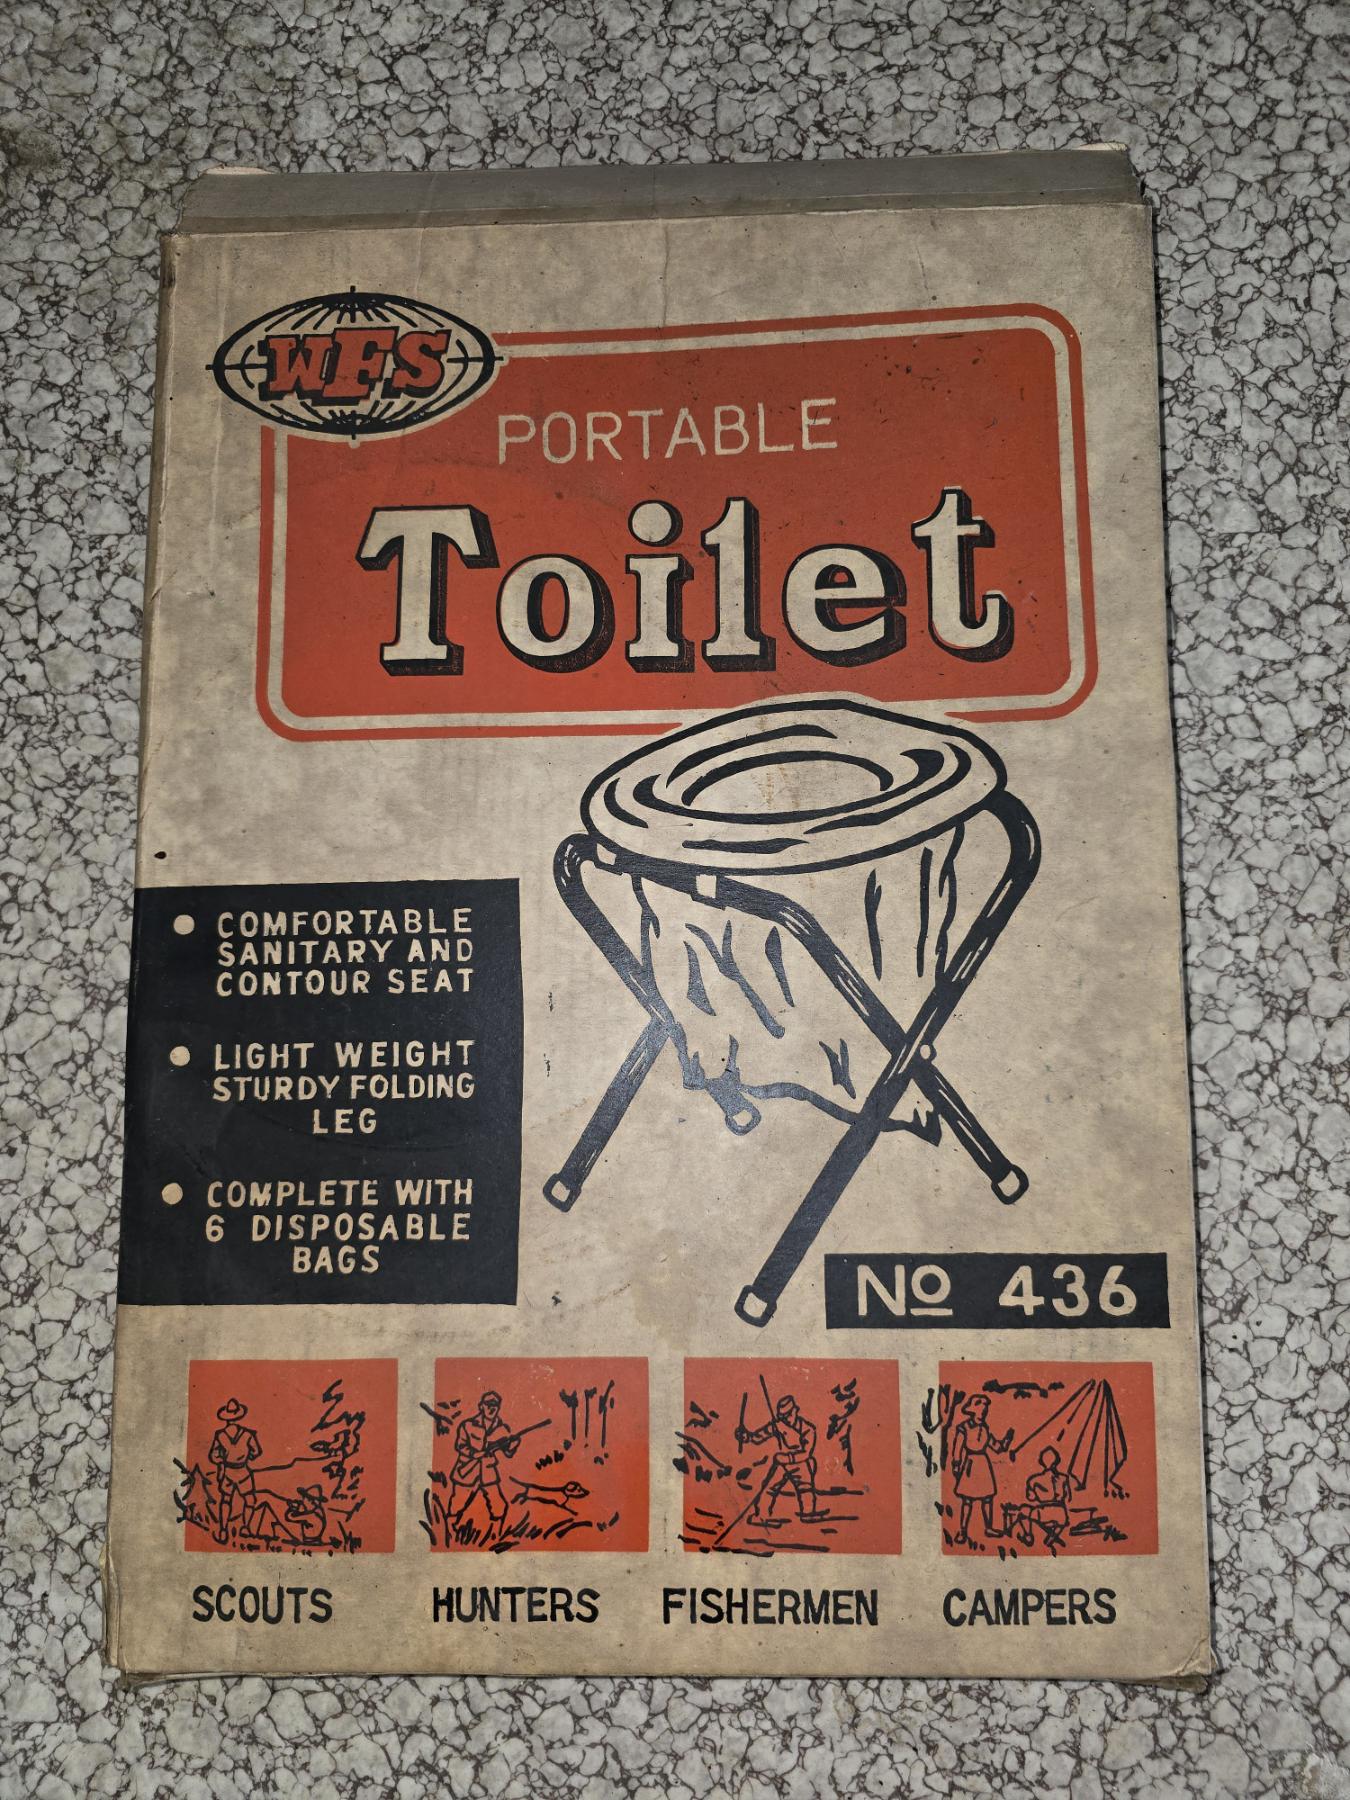 WFS
PORTABLE
Toilet
• COMFORTABLE
SANITARY AND
CONTOUR SEAT
• LIGHT WEIGHT
STURDY FOLDING
LEG
• COMPLETE WITH
6 DISPOSABLE
BAGS
No 436
SCOUTS HUNTERS FISHERMEN CAMPERS